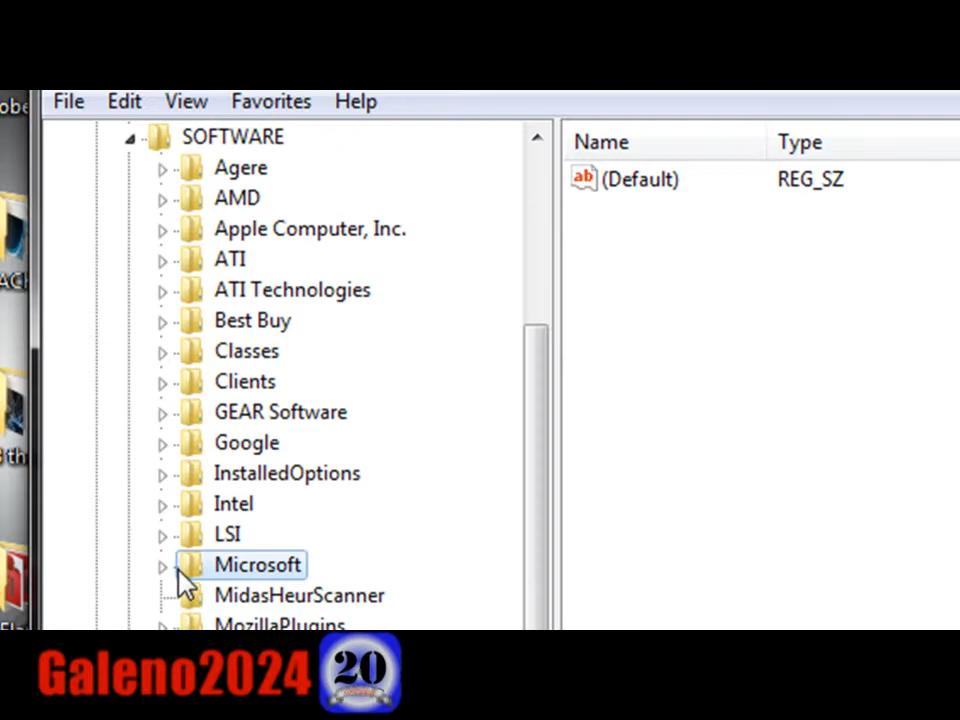 File Edit View Favorites Help
SOFTWARE
Agere
AMD
Apple Computer, Inc.
ATI
ATI Technologies
Best Buy
Classes
Clients
GEAR Software
Google
InstalledOptions
Intel
LSI
Microsoft
MidasHeurScanner
MozillaPlugins
Name Type
ab (Default) REG_SZ
Galeno2024 20